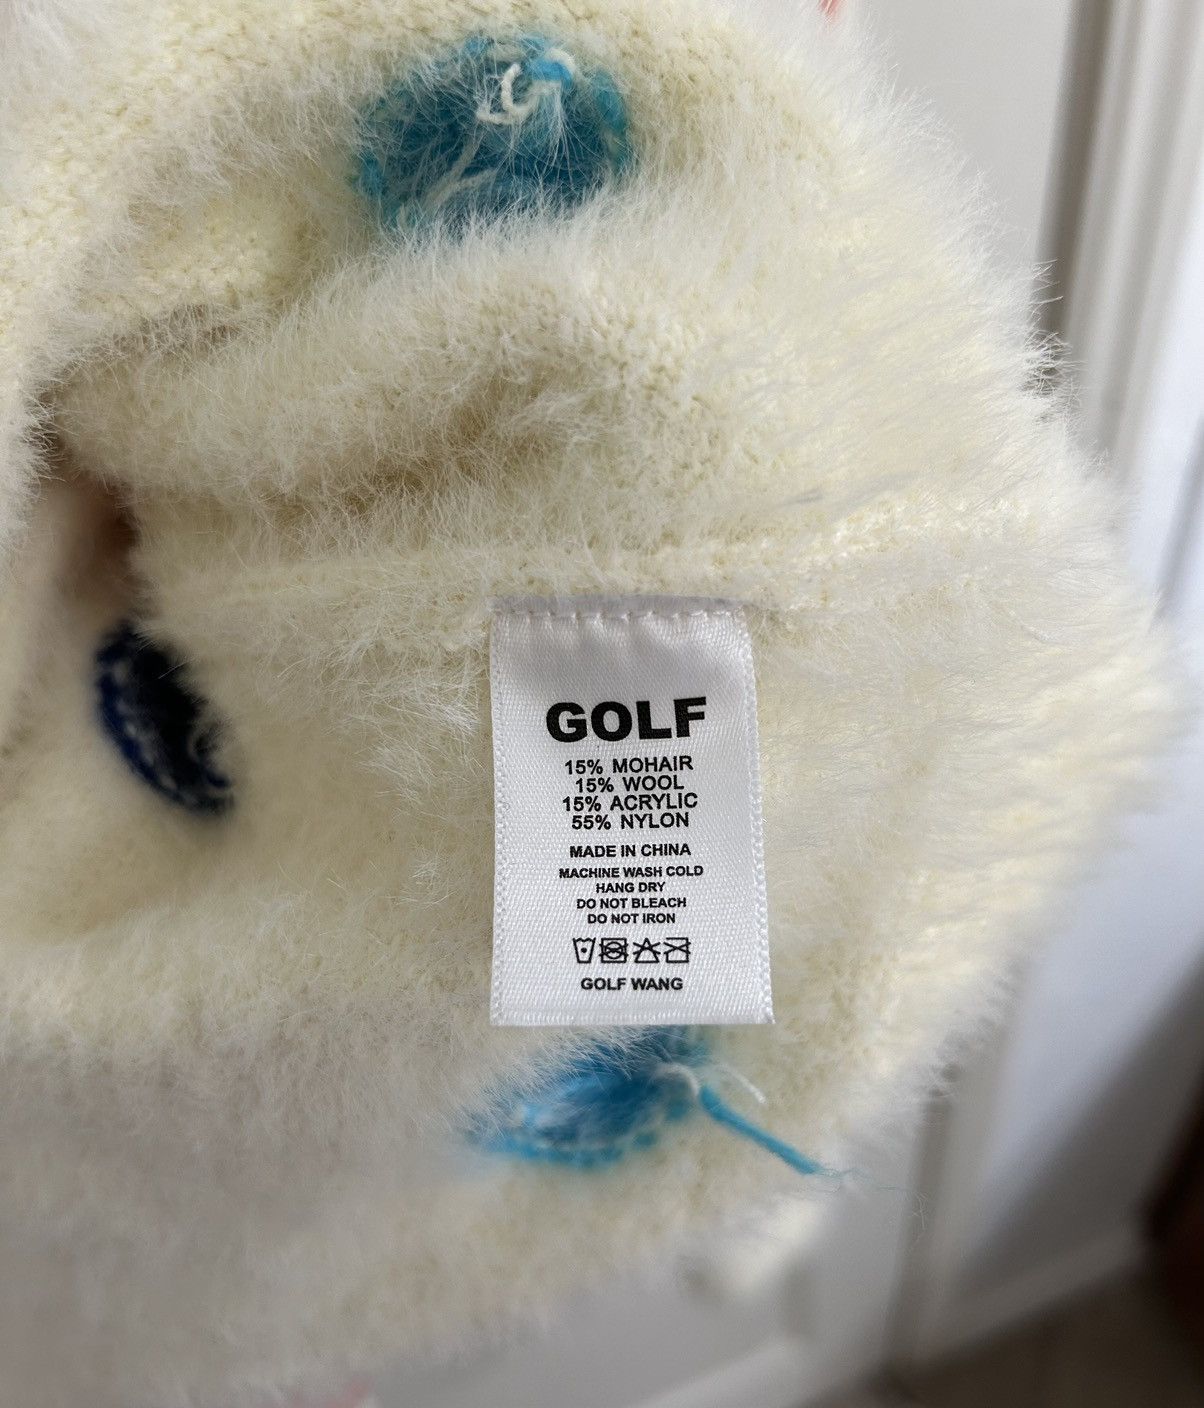 GOLF
15% MOHAIR
15% WOOL
15% ACRYLIC
55% NYLON
MADE IN CHINA
MACHINE WASH COLD
HANG DRY
DO NOT BLEACH
DO NOT IRON
GOLF WANG